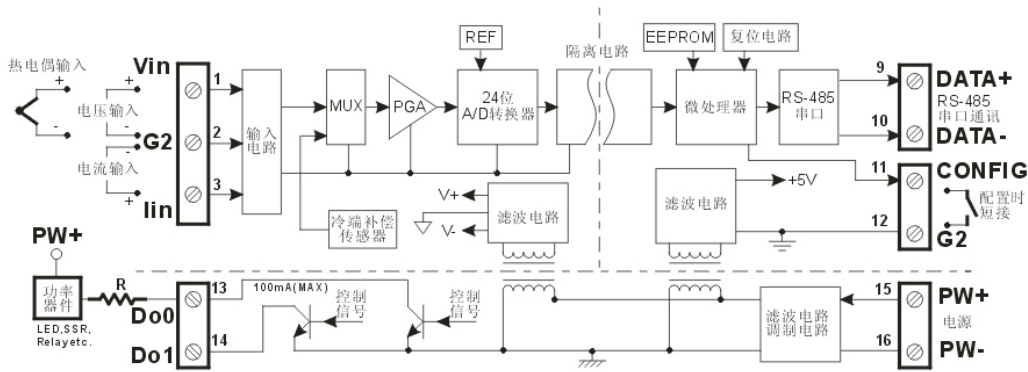 热电偶输入
Vin
+
-
电压输入
+
-
G2
-
电流输入
+
Iin
1
2
3
输入
电路
MUX
PGA
REF
24位
A/D转换器
隔离电路
EEPROM
复位电路
微处理器
RS-485
串口
9
10
DATA+
RS-485
串口通讯
DATA-
11
12
CONFIG
配置时
短接
G2
冷端补偿
传感器
V+
V-
滤波电路
滤波电路
+5V
PW+
功率
器件
LED,SSR,
Relayetc.
R
13
14
Do0
Do1
100mA(MAX)
控制
信号
控制
信号
滤波电路
调制电路
15
16
PW+
电源
PW-